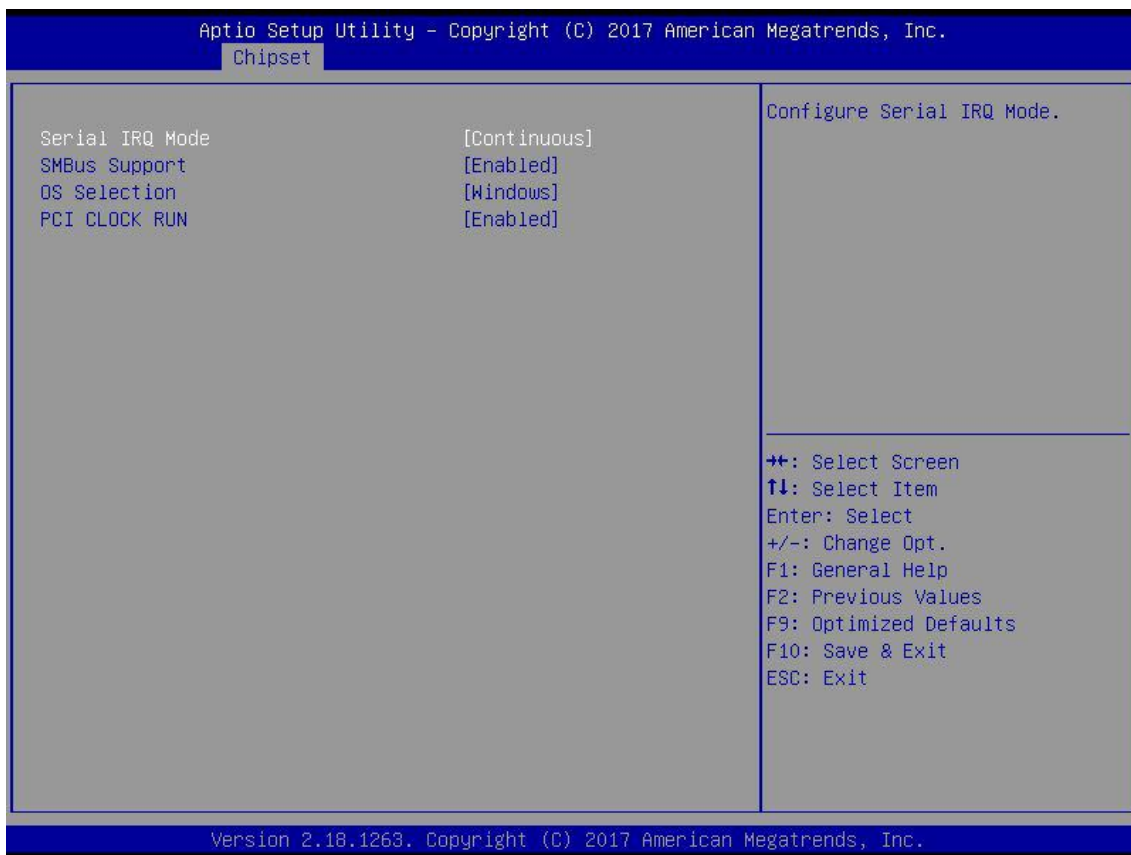 Aptio Setup Utility – Copyright (C) 2017 American Megatrends, Inc.
Chipset
Serial IRQ Mode [Continuous]
SMBus Support [Enabled]
OS Selection [Windows]
PCI CLOCK RUN [Enabled]
Configure Serial IRQ Mode.
→←: Select Screen
↑↓: Select Item
Enter: Select
+/-: Change Opt.
F1: General Help
F2: Previous Values
F9: Optimized Defaults
F10: Save & Exit
ESC: Exit
Version 2.18.1263. Copyright (C) 2017 American Megatrends, Inc.